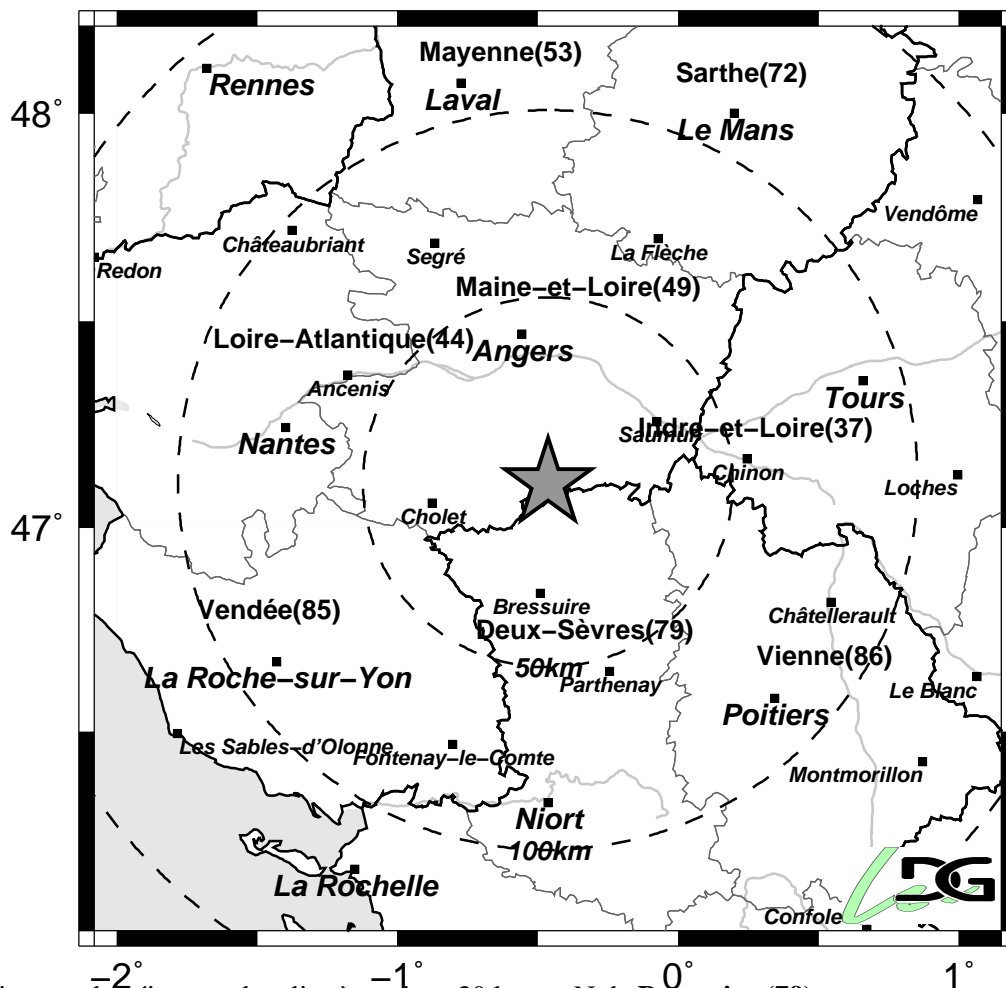 Mayenne(53)
Sarthe(72)
Rennes
Laval
Le Mans
48°
Vendôme
Châteaubriant
Segré
La Flèche
Redon
Maine−et−Loire(49)
Loire−Atlantique(44)
Angers
Ancenis
Tours
Saumur
Indre−et−Loire(37)
Nantes
Chinon
Loches
Cholet
47°
Bressuire
Châtellerault
Vendée(85)
Deux−Sèvres(79)
Vienne(86)
50km
La Roche−sur−Yon
Parthenay
Le Blanc
Poitiers
Les Sables−d'Olonne
Fontenay−le−Comte
Montmorillon
Niort
100km
La Rochelle
DG
Confole
−2° −1° 0° 1°